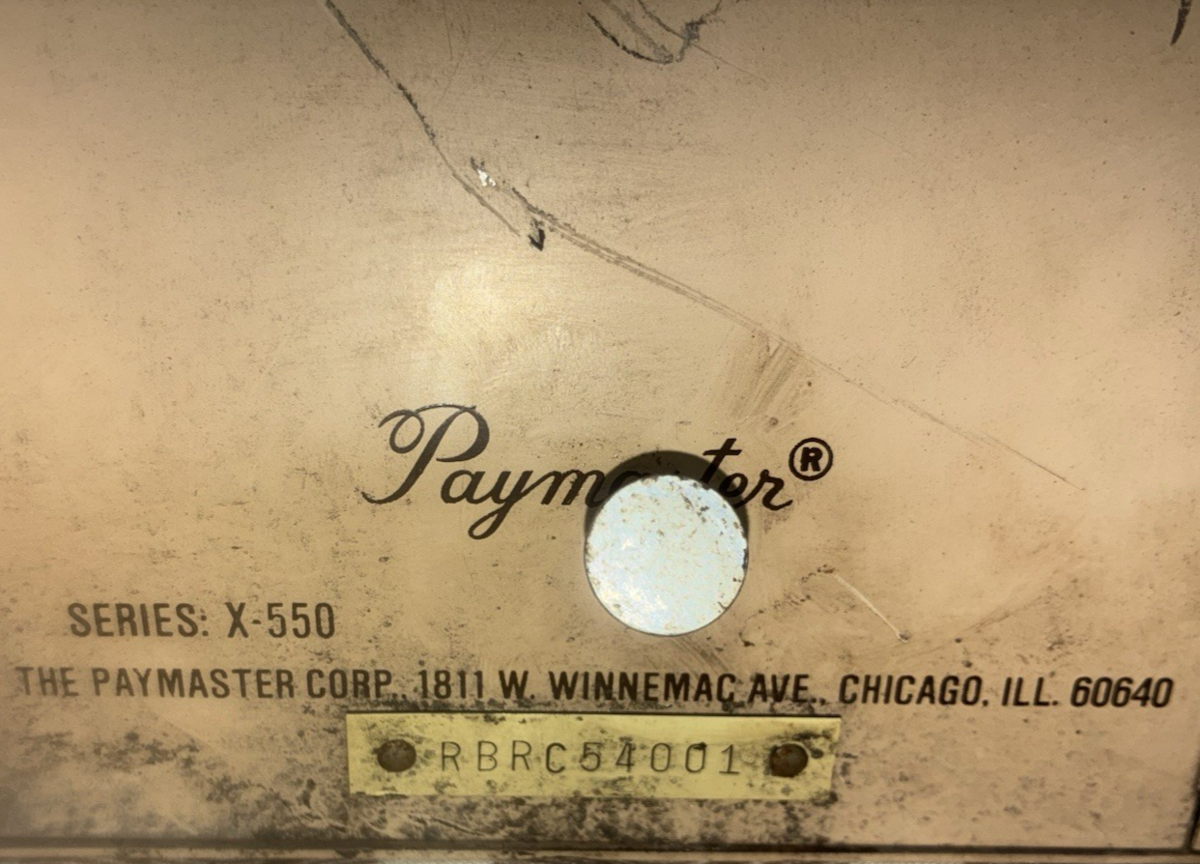 Paymaster®
SERIES: X-550
THE PAYMASTER CORP., 1811 W. WINNEMAC AVE., CHICAGO, ILL. 60640
RBRC54001